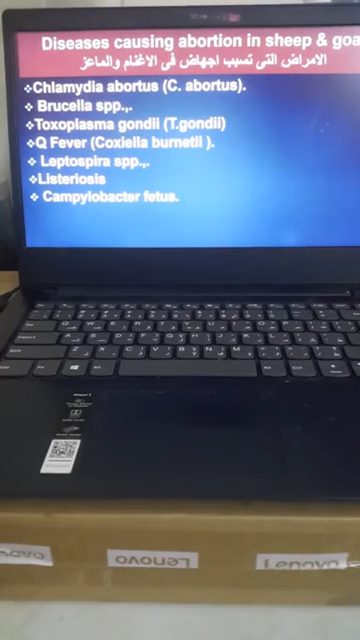 Diseases causing abortion in sheep & goa
الامراض التى تسبب اجهاض فى الاغنام والماعز
❖Chlamydia abortus (C. abortus).
❖ Brucella spp.,.
❖Toxoplasma gondii (T.gondii)
❖Q Fever (Coxiella burnetii ).
❖ Leptospira spp.,.
❖Listeriosis
❖ Campylobacter fetus.
Lenovo
Lenovo
Lenovo